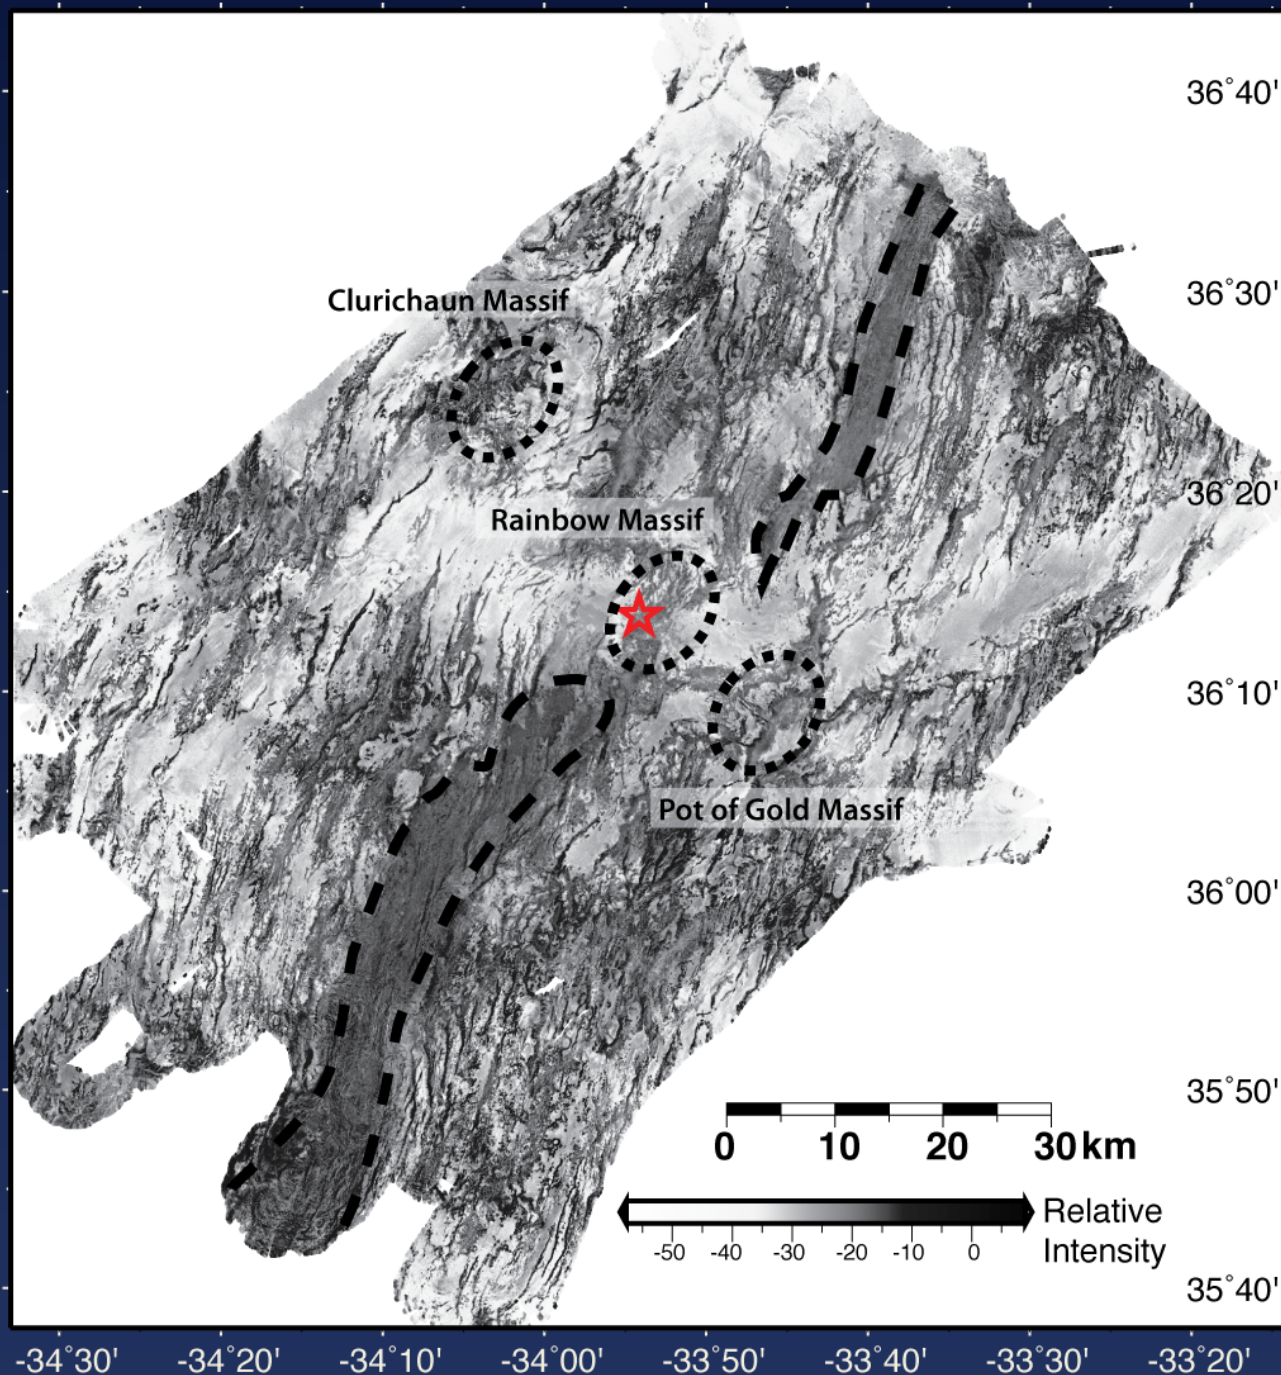 36°40'
36°30'
Clurichaun Massif
36°20'
Rainbow Massif
36°10'
Pot of Gold Massif
36°00'
35°50'
0 10 20 30 km
Relative
Intensity
-50 -40 -30 -20 -10 0
35°40'
-34°30' -34°20' -34°10' -34°00' -33°50' -33°40' -33°30' -33°20'